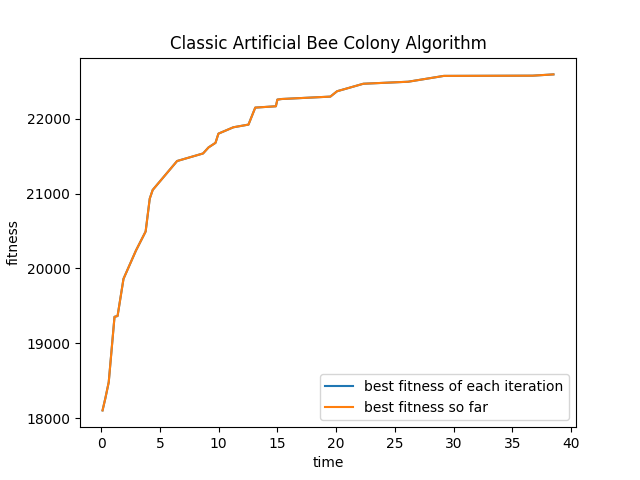 Classic Artificial Bee Colony Algorithm
fitness
22000
21000
20000
19000
18000
best fitness of each iteration
best fitness so far
0 5 10 15 20 25 30 35 40
time